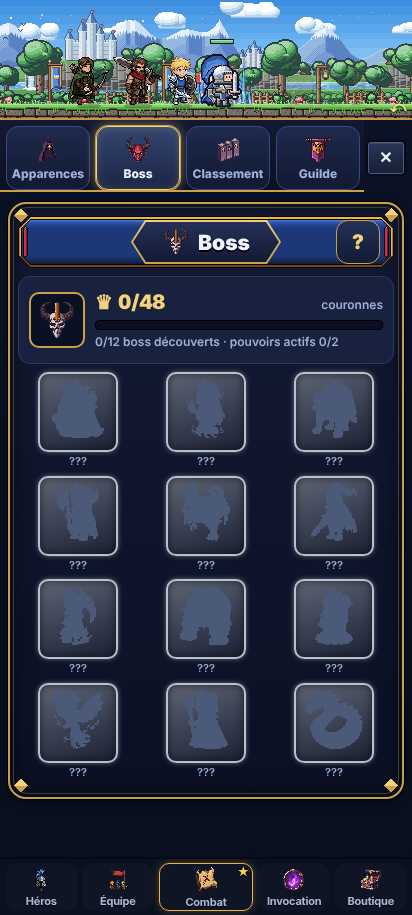 Apparences
Boss
Classement
Guilde
×
Boss
?
0/48
couronnes
0/12 boss découverts · pouvoirs actifs 0/2
???
???
???
???
???
???
???
???
???
???
???
???
Héros
Équipe
Combat
Invocation
Boutique